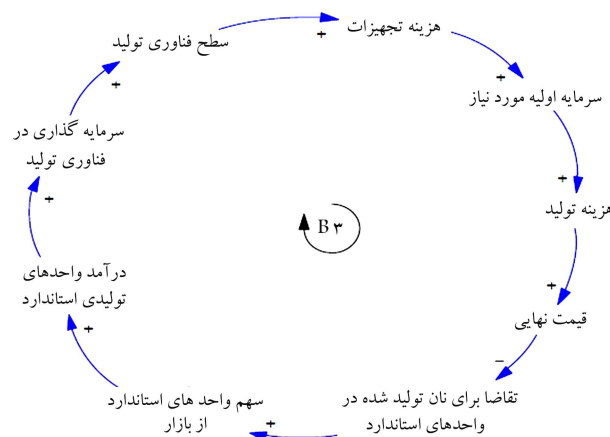 هزینه تجهیزات
+
سرمایه اولیه مورد نیاز
+
هزینه تولید
+
قیمت نهایی
+
تقاضا برای نان تولید شده در
واحدهای استاندارد
−
سهم واحد های استاندارد
از بازار
+
درآمد واحدهای
تولیدی استاندارد
+
سرمایه گذاری در
فناوری تولید
+
سطح فناوری تولید
+
+
B ۳